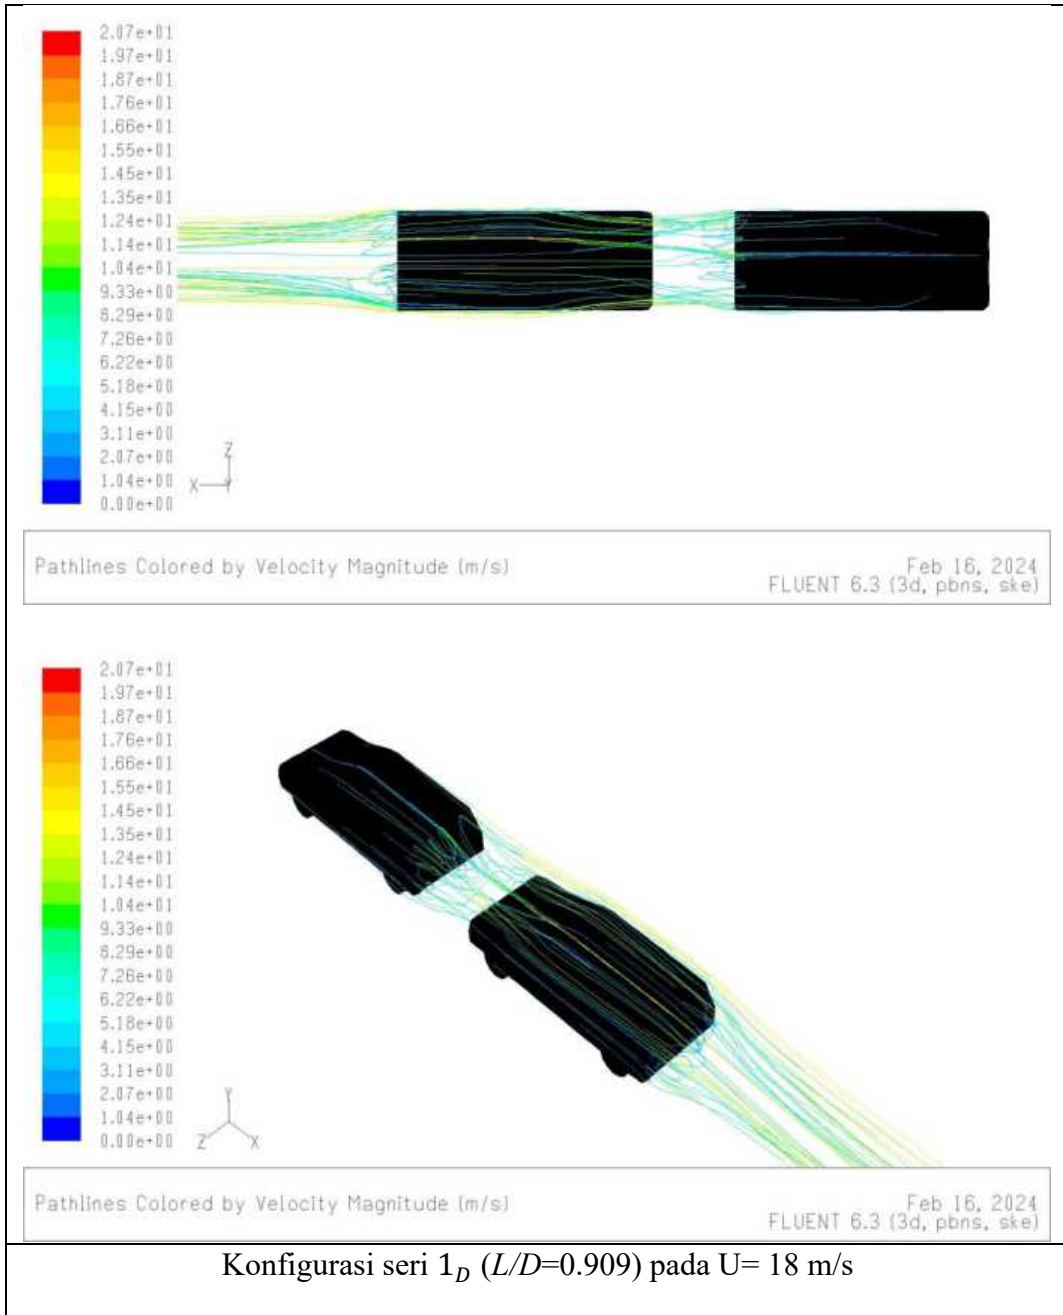 2.07e+01
1.97e+01
1.87e+01
1.76e+01
1.66e+01
1.55e+01
1.45e+01
1.35e+01
1.24e+01
1.14e+01
1.04e+01
9.33e+00
8.29e+00
7.26e+00
6.22e+00
5.18e+00
4.15e+00
3.11e+00
2.07e+00
1.04e+00
0.00e+00
Z
X Y
Pathlines Colored by Velocity Magnitude (m/s)
Feb 16, 2024
FLUENT 6.3 (3d, pbns, ske)
2.07e+01
1.97e+01
1.87e+01
1.76e+01
1.66e+01
1.55e+01
1.45e+01
1.35e+01
1.24e+01
1.14e+01
1.04e+01
9.33e+00
8.29e+00
7.26e+00
6.22e+00
5.18e+00
4.15e+00
3.11e+00
2.07e+00
1.04e+00
0.00e+00
Y
Z X
Pathlines Colored by Velocity Magnitude (m/s)
Feb 16, 2024
FLUENT 6.3 (3d, pbns, ske)
Konfigurasi seri 1_D (L/D=0.909) pada U= 18 m/s